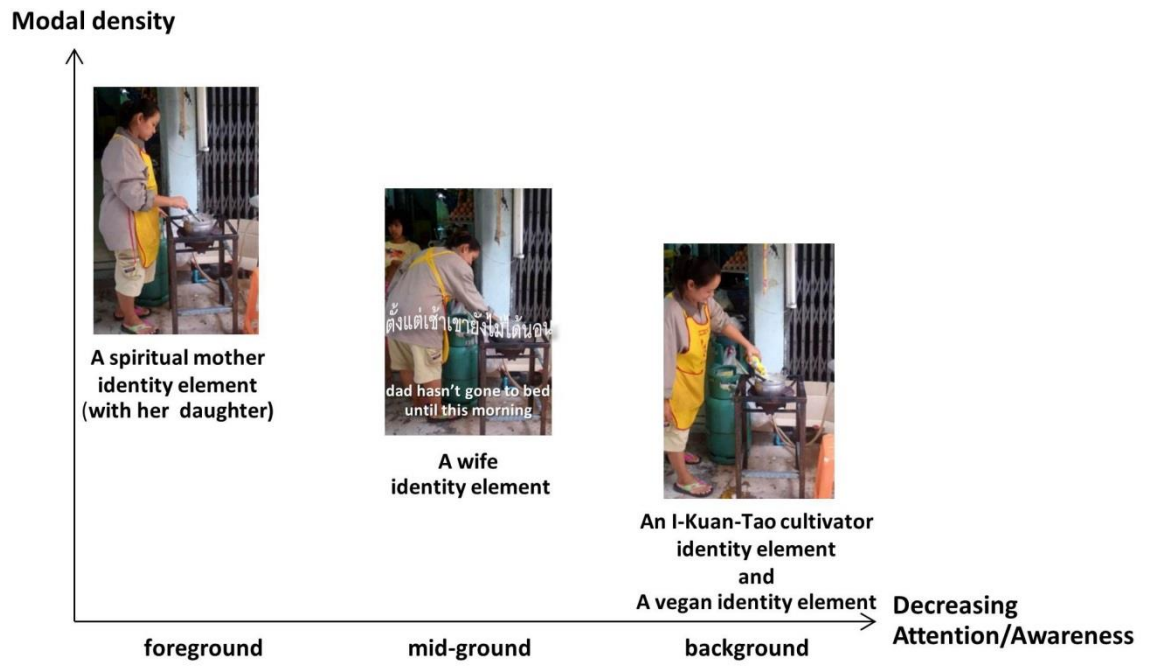 Modal density
A spiritual mother
identity element
(with her daughter)
ตั้งแต่เช้าเขายังไม่ได้นอน
dad hasn't gone to bed
until this morning
A wife
identity element
An I-Kuan-Tao cultivator
identity element
and
A vegan identity element
Decreasing
Attention/Awareness
foreground
mid-ground
background